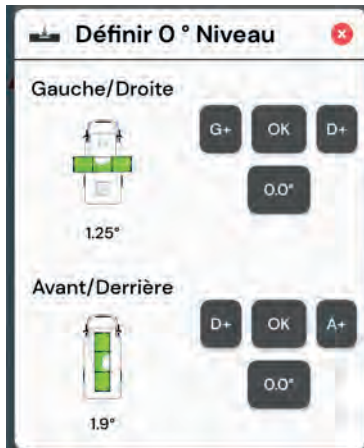 Définir 0 ° Niveau
Gauche/Droite
G+ OK D+
0.0°
1.25°
Avant/Derrière
D+ OK A+
0.0°
1.9°